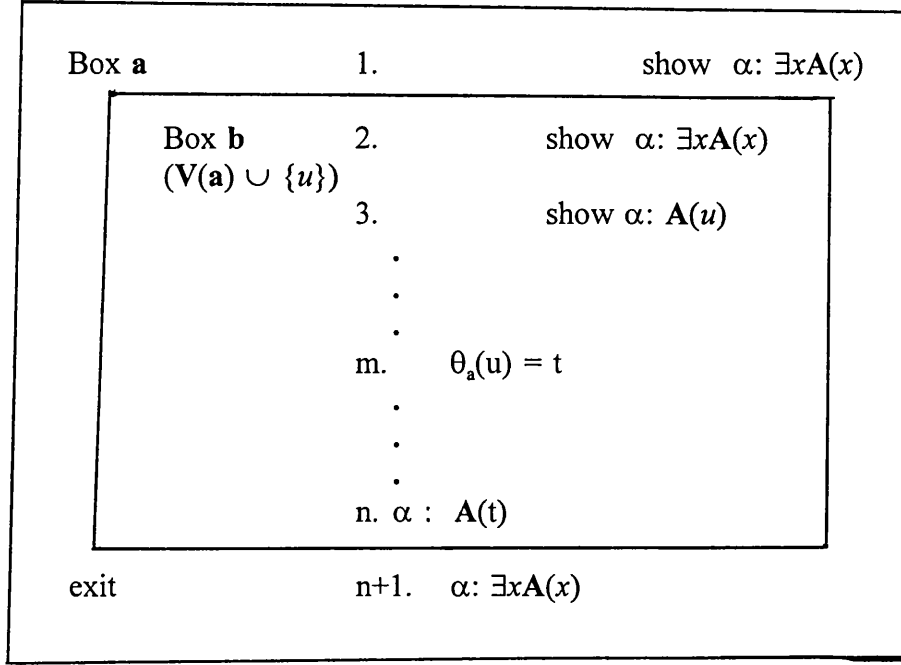 Box a 1. show α: ∃xA(x)
Box b 2. show α: ∃xA(x)
(V(a) ∪ {u})
3. show α: A(u)
.
.
.
m. θₐ(u) = t
.
.
.
n. α : A(t)
exit n+1. α: ∃xA(x)